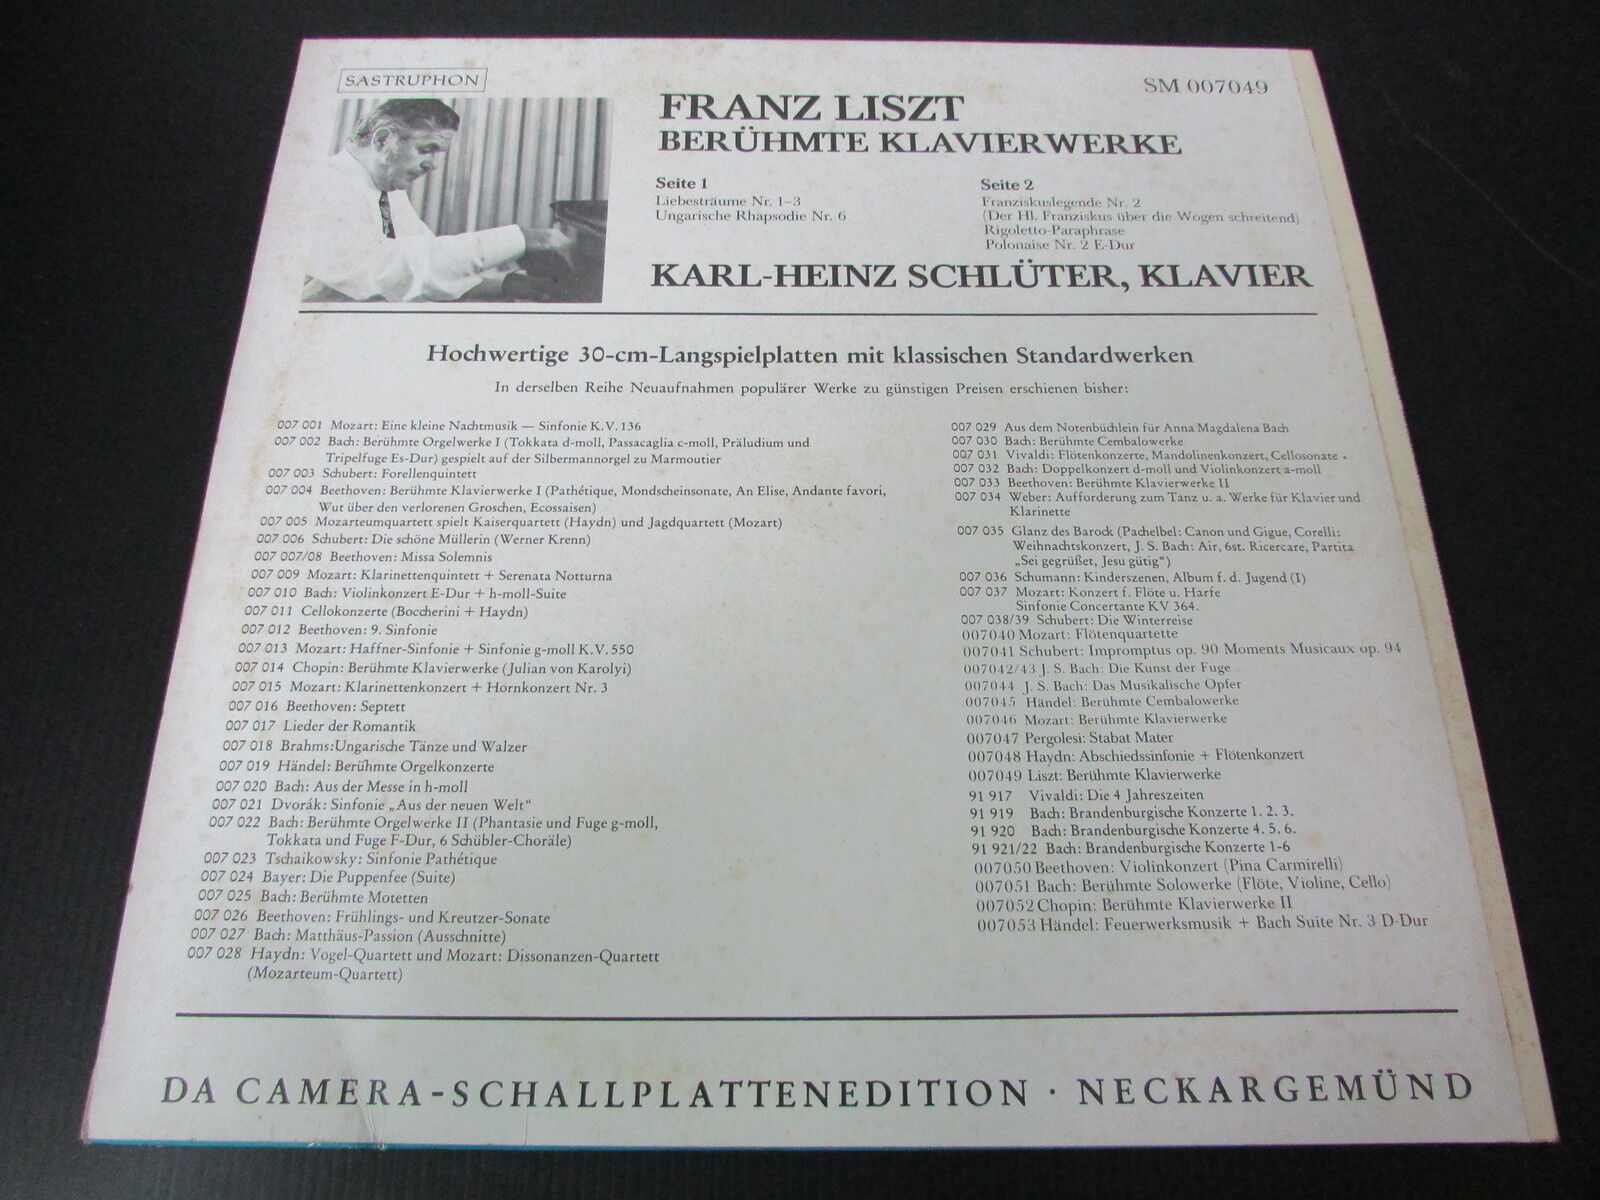 SASTRUPHON
SM 007049
FRANZ LISZT
BERÜHMTE KLAVIERWERKE
Seite 1
Liebesträume Nr. 1–3
Ungarische Rhapsodie Nr. 6
Seite 2
Franziskuslegende Nr. 2
(Der Hl. Franziskus über die Wogen schreitend)
Rigoletto-Paraphrase
Polonaise Nr. 2 E-Dur
KARL-HEINZ SCHLÜTER, KLAVIER
Hochwertige 30-cm-Langspielplatten mit klassischen Standardwerken
In derselben Reihe Neuaufnahmen populärer Werke zu günstigen Preisen erschienen bisher:
007 001 Mozart: Eine kleine Nachtmusik — Sinfonie K.V. 136
007 002 Bach: Berühmte Orgelwerke I (Tokkata d-moll, Passacaglia c-moll, Präludium und
Tripelfuge Es-Dur) gespielt auf der Silbermannorgel zu Marmoutier
007 003 Schubert: Forellenquintett
007 004 Beethoven: Berühmte Klavierwerke I (Pathétique, Mondscheinsonate, An Elise, Andante favori,
Wut über den verlorenen Groschen, Ecossaisen)
007 005 Mozarteumquartett spielt Kaiserquartett (Haydn) und Jagdquartett (Mozart)
007 006 Schubert: Die schöne Müllerin (Werner Krenn)
007 007/08 Beethoven: Missa Solemnis
007 009 Mozart: Klarinettenquintett + Serenata Notturna
007 010 Bach: Violinkonzert E-Dur + h-moll-Suite
007 011 Cellokonzerte (Boccherini + Haydn)
007 012 Beethoven: 9. Sinfonie
007 013 Mozart: Haffner-Sinfonie + Sinfonie g-moll K.V. 550
007 014 Chopin: Berühmte Klavierwerke (Julian von Karolyi)
007 015 Mozart: Klarinettenkonzert + Hornkonzert Nr. 3
007 016 Beethoven: Septett
007 017 Lieder der Romantik
007 018 Brahms: Ungarische Tänze und Walzer
007 019 Händel: Berühmte Orgelkonzerte
007 020 Bach: Aus der Messe in h-moll
007 021 Dvorák: Sinfonie „Aus der neuen Welt“
007 022 Bach: Berühmte Orgelwerke II (Phantasie und Fuge g-moll,
Tokkata und Fuge F-Dur, 6 Schübler-Choräle)
007 023 Tschaikowsky: Sinfonie Pathétique
007 024 Bayer: Die Puppenfee (Suite)
007 025 Bach: Berühmte Motetten
007 026 Beethoven: Frühlings- und Kreutzer-Sonate
007 027 Bach: Matthäus-Passion (Ausschnitte)
007 028 Haydn: Vogel-Quartett und Mozart: Dissonanzen-Quartett
(Mozarteum-Quartett)
007 029 Aus dem Notenbüchlein für Anna Magdalena Bach
007 030 Bach: Berühmte Cembalowerke
007 031 Vivaldi: Flötenkonzerte, Mandolinenkonzert, Cellosonate .
007 032 Bach: Doppelkonzert d-moll und Violinkonzert a-moll
007 033 Beethoven: Berühmte Klavierwerke II
007 034 Weber: Aufforderung zum Tanz u. a. Werke für Klavier und
Klarinette
007 035 Glanz des Barock (Pachelbel: Canon und Gigue, Corelli:
Weihnachtskonzert, J. S. Bach: Air, 6st. Ricercare, Partita
„Sei gegrüßet, Jesu gütig“)
007 036 Schumann: Kinderszenen, Album f. d. Jugend (I)
007 037 Mozart: Konzert f. Flöte u. Harfe
Sinfonie Concertante KV 364.
007 038/39 Schubert: Die Winterreise
007040 Mozart: Flötenquartette
007041 Schubert: Impromptus op. 90 Moments Musicaux op. 94
007042/43 J. S. Bach: Die Kunst der Fuge
007044 J. S. Bach: Das Musikalische Opfer
007045 Händel: Berühmte Cembalowerke
007046 Mozart: Berühmte Klavierwerke
007047 Pergolesi: Stabat Mater
007048 Haydn: Abschiedssinfonie + Flötenkonzert
007049 Liszt: Berühmte Klavierwerke
91 917 Vivaldi: Die 4 Jahreszeiten
91 919 Bach: Brandenburgische Konzerte 1. 2. 3.
91 920 Bach: Brandenburgische Konzerte 4. 5. 6.
91 921/22 Bach: Brandenburgische Konzerte 1-6
007050 Beethoven: Violinkonzert (Pina Carmirelli)
007051 Bach: Berühmte Solowerke (Flöte, Violine, Cello)
007052 Chopin: Berühmte Klavierwerke II
007053 Händel: Feuerwerksmusik + Bach Suite Nr. 3 D-Dur
DA CAMERA-SCHALLPLATTENEDITION · NECKARGEMÜND